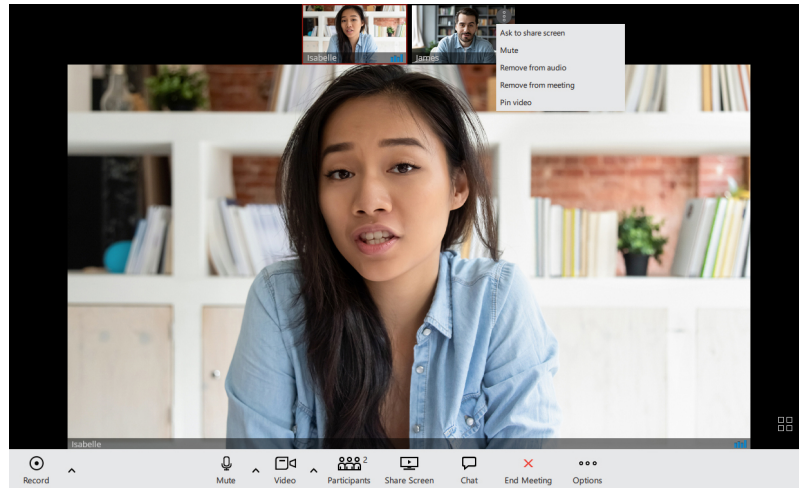 Isabelle
James
Ask to share screen
Mute
Remove from audio
Remove from meeting
Pin video
Isabelle
Record
Mute
Video
Participants 2
Share Screen
Chat
End Meeting
Options